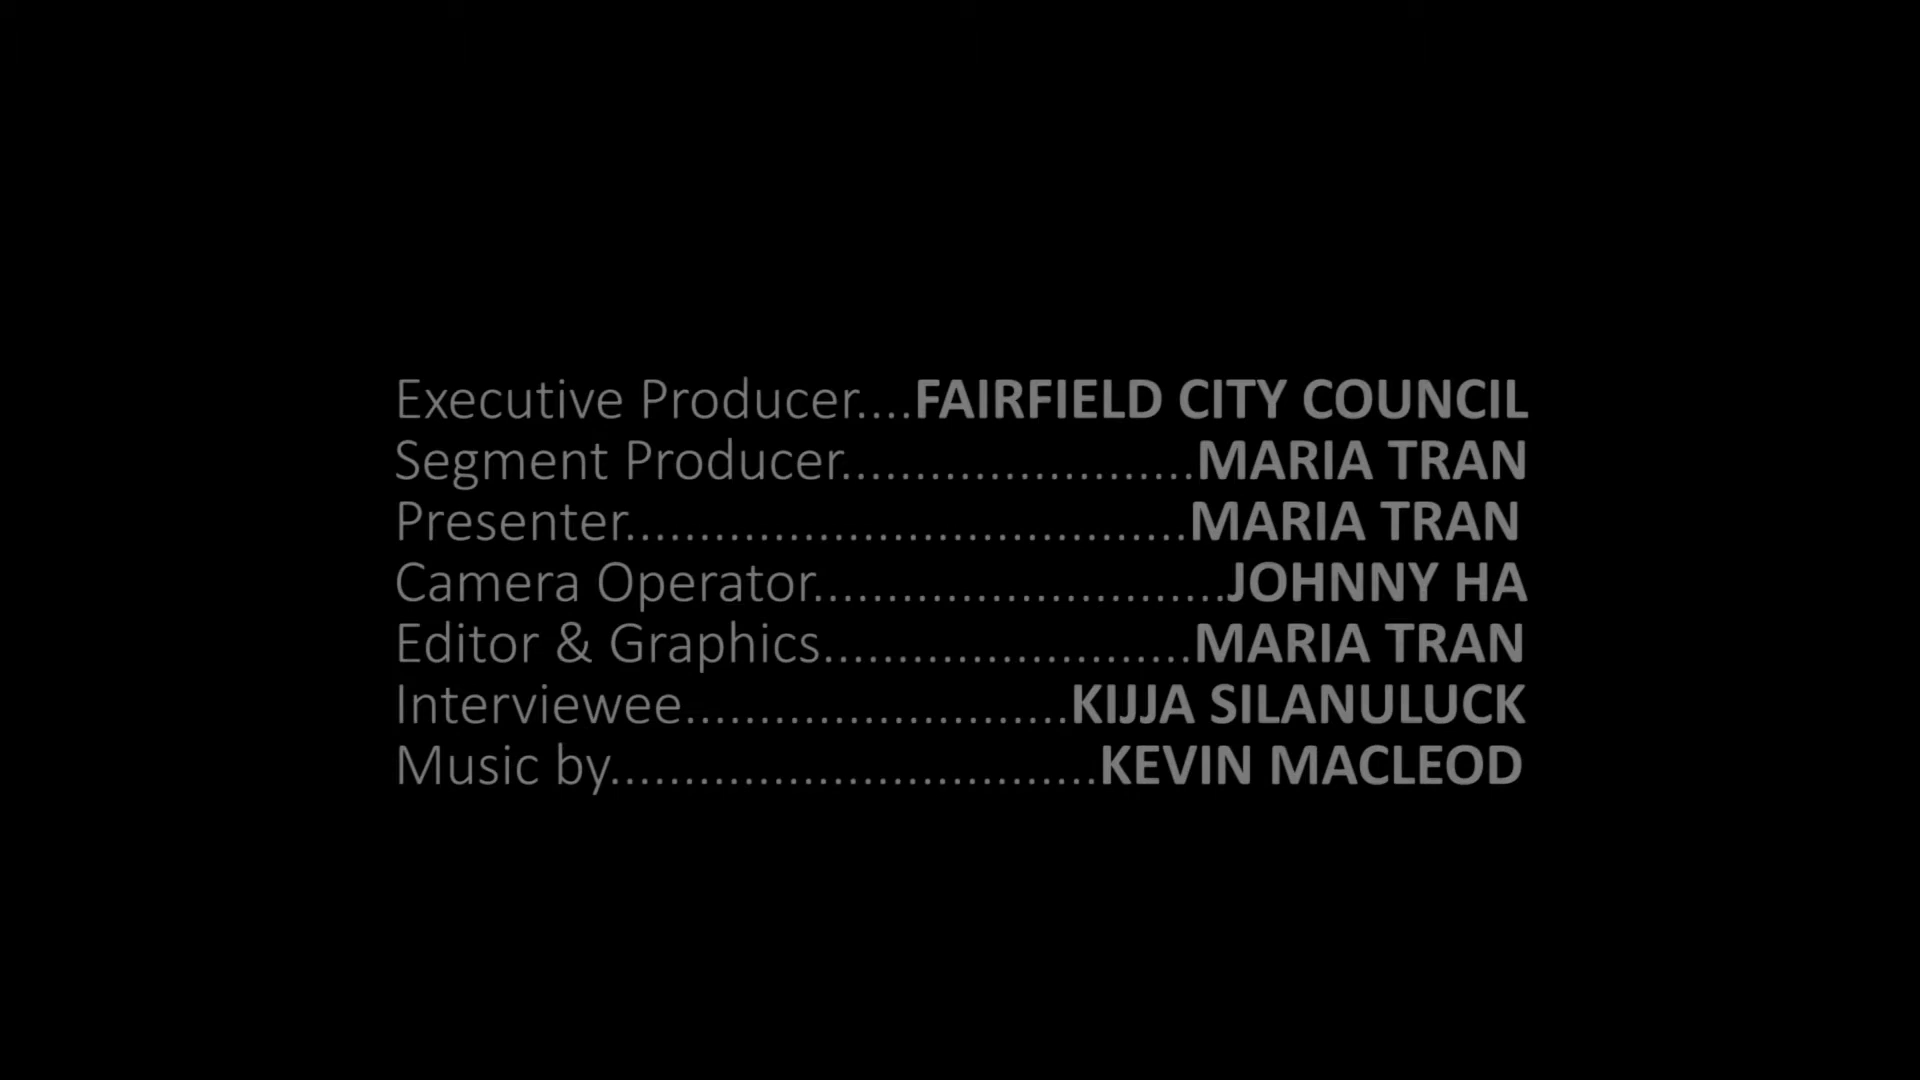 Executive Producer....FAIRFIELD CITY COUNCIL
Segment Producer........................MARIA TRAN
Presenter......................................MARIA TRAN
Camera Operator............................JOHNNY HA
Editor & Graphics.........................MARIA TRAN
Interviewee..........................KIJJA SILANULUCK
Music by.................................KEVIN MACLEOD